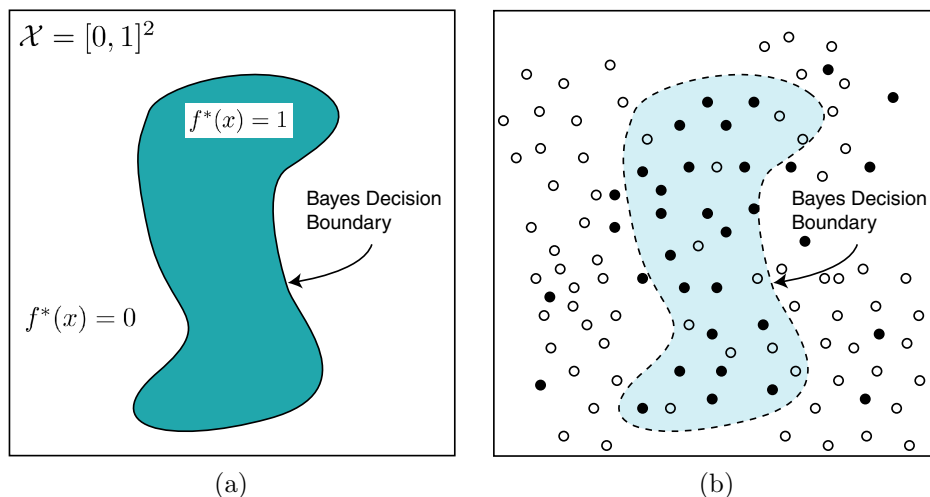 𝒳 = [0, 1]²
f*(x) = 1
Bayes Decision
Boundary
f*(x) = 0
(a)
Bayes Decision
Boundary
(b)